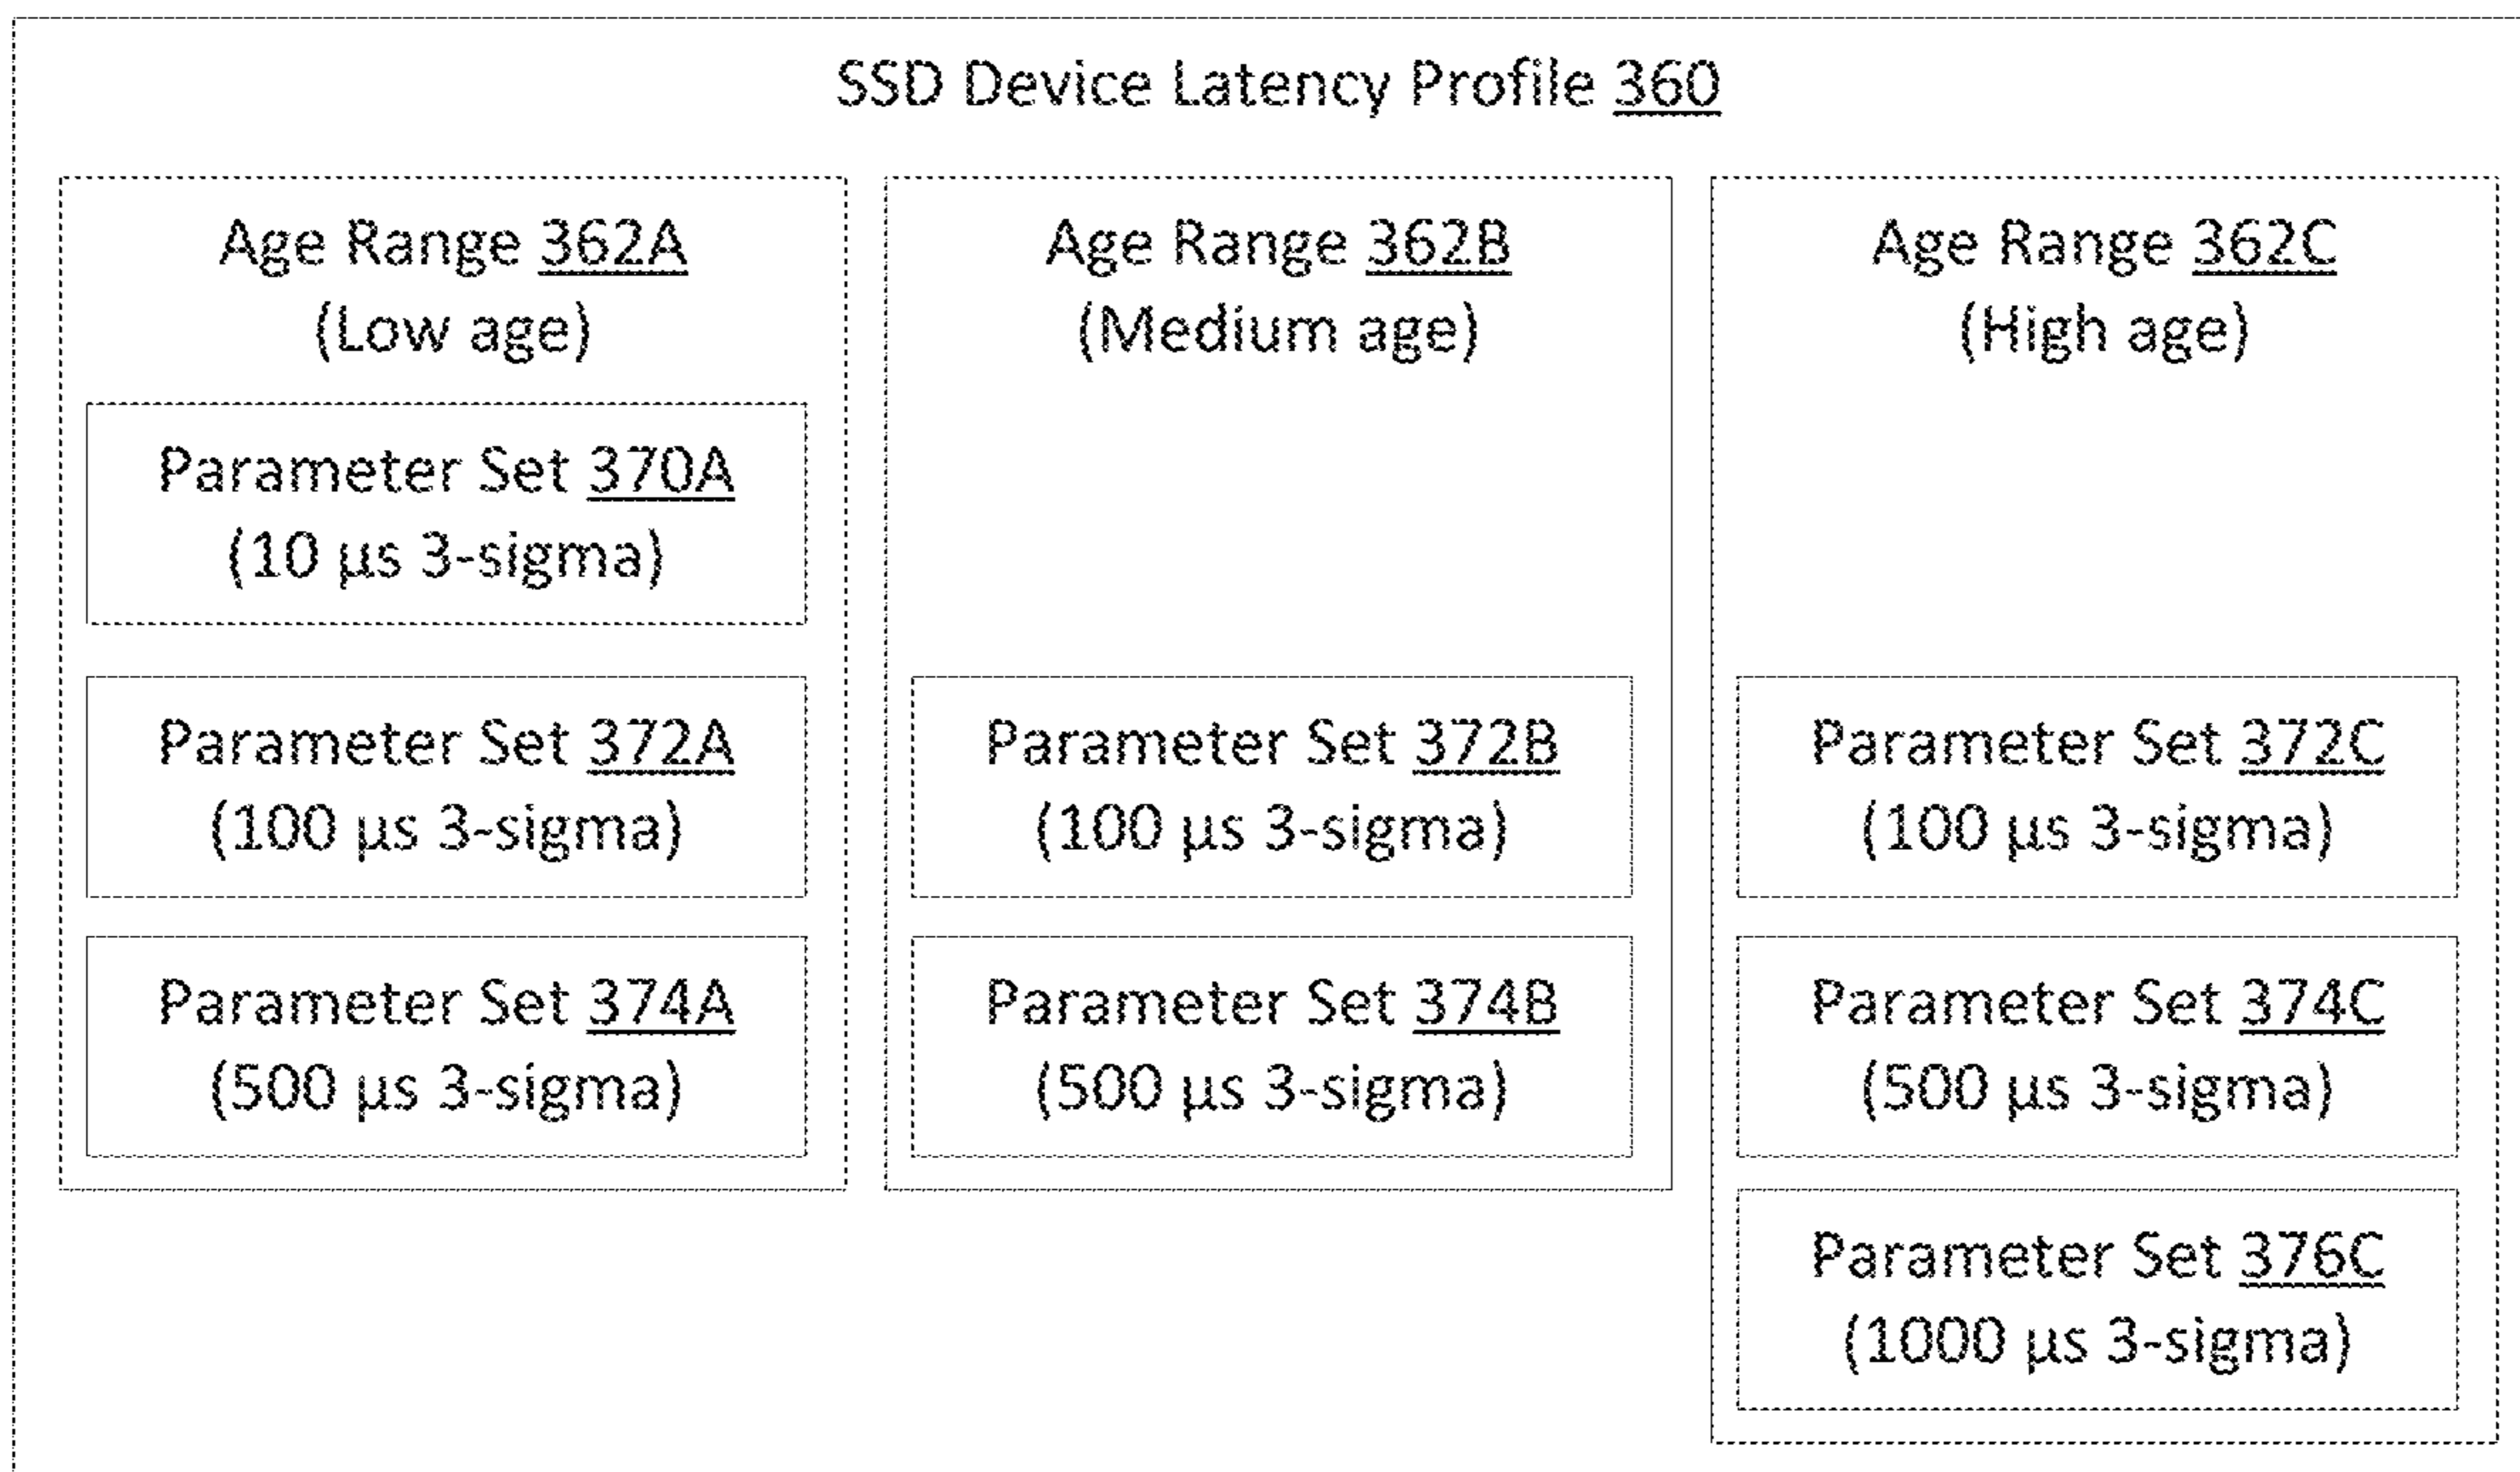 SSD Device Latency Profile 360
Age Range 362A
(Low age)
Parameter Set 370A
(10 µs 3-sigma)
Parameter Set 372A
(100 µs 3-sigma)
Parameter Set 374A
(500 µs 3-sigma)
Age Range 362B
(Medium age)
Parameter Set 372B
(100 µs 3-sigma)
Parameter Set 374B
(500 µs 3-sigma)
Age Range 362C
(High age)
Parameter Set 372C
(100 µs 3-sigma)
Parameter Set 374C
(500 µs 3-sigma)
Parameter Set 376C
(1000 µs 3-sigma)